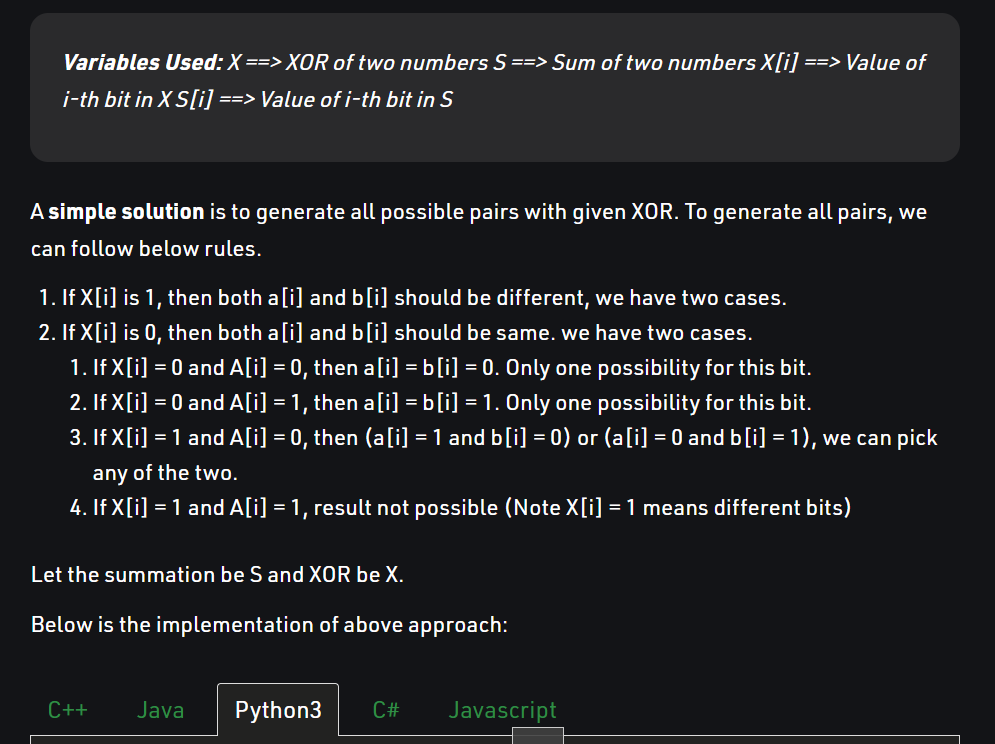 Variables Used: X ==> XOR of two numbers S ==> Sum of two numbers X[i] ==> Value of
i-th bit in X S[i] ==> Value of i-th bit in S
A simple solution is to generate all possible pairs with given XOR. To generate all pairs, we
can follow below rules.
1. If X[i] is 1, then both a[i] and b[i] should be different, we have two cases.
2. If X[i] is 0, then both a[i] and b[i] should be same. we have two cases.
1. If X[i] = 0 and A[i] = 0, then a[i] = b[i] = 0. Only one possibility for this bit.
2. If X[i] = 0 and A[i] = 1, then a[i] = b[i] = 1. Only one possibility for this bit.
3. If X[i] = 1 and A[i] = 0, then (a[i] = 1 and b[i] = 0) or (a[i] = 0 and b[i] = 1), we can pick
any of the two.
4. If X[i] = 1 and A[i] = 1, result not possible (Note X[i] = 1 means different bits)
Let the summation be S and XOR be X.
Below is the implementation of above approach:
C++ Java Python3 C# Javascript